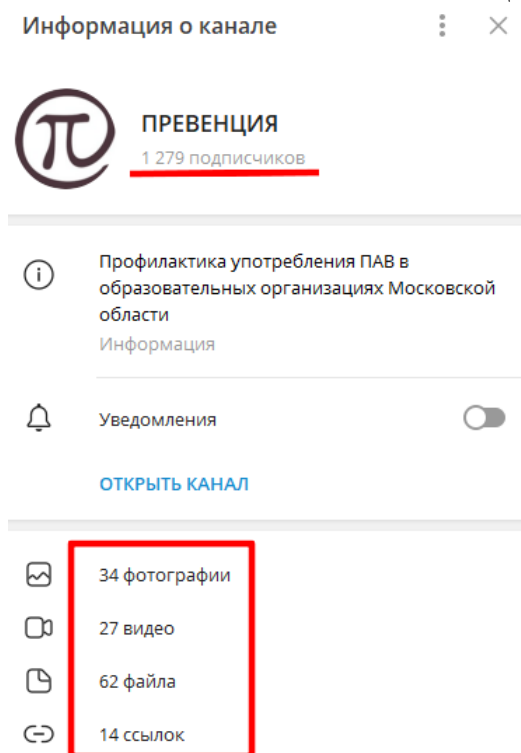 Информация о канале
π
ПРЕВЕНЦИЯ
1 279 подписчиков
Профилактика употребления ПАВ в
образовательных организациях Московской
области
Информация
Уведомления
ОТКРЫТЬ КАНАЛ
34 фотографии
27 видео
62 файла
14 ссылок